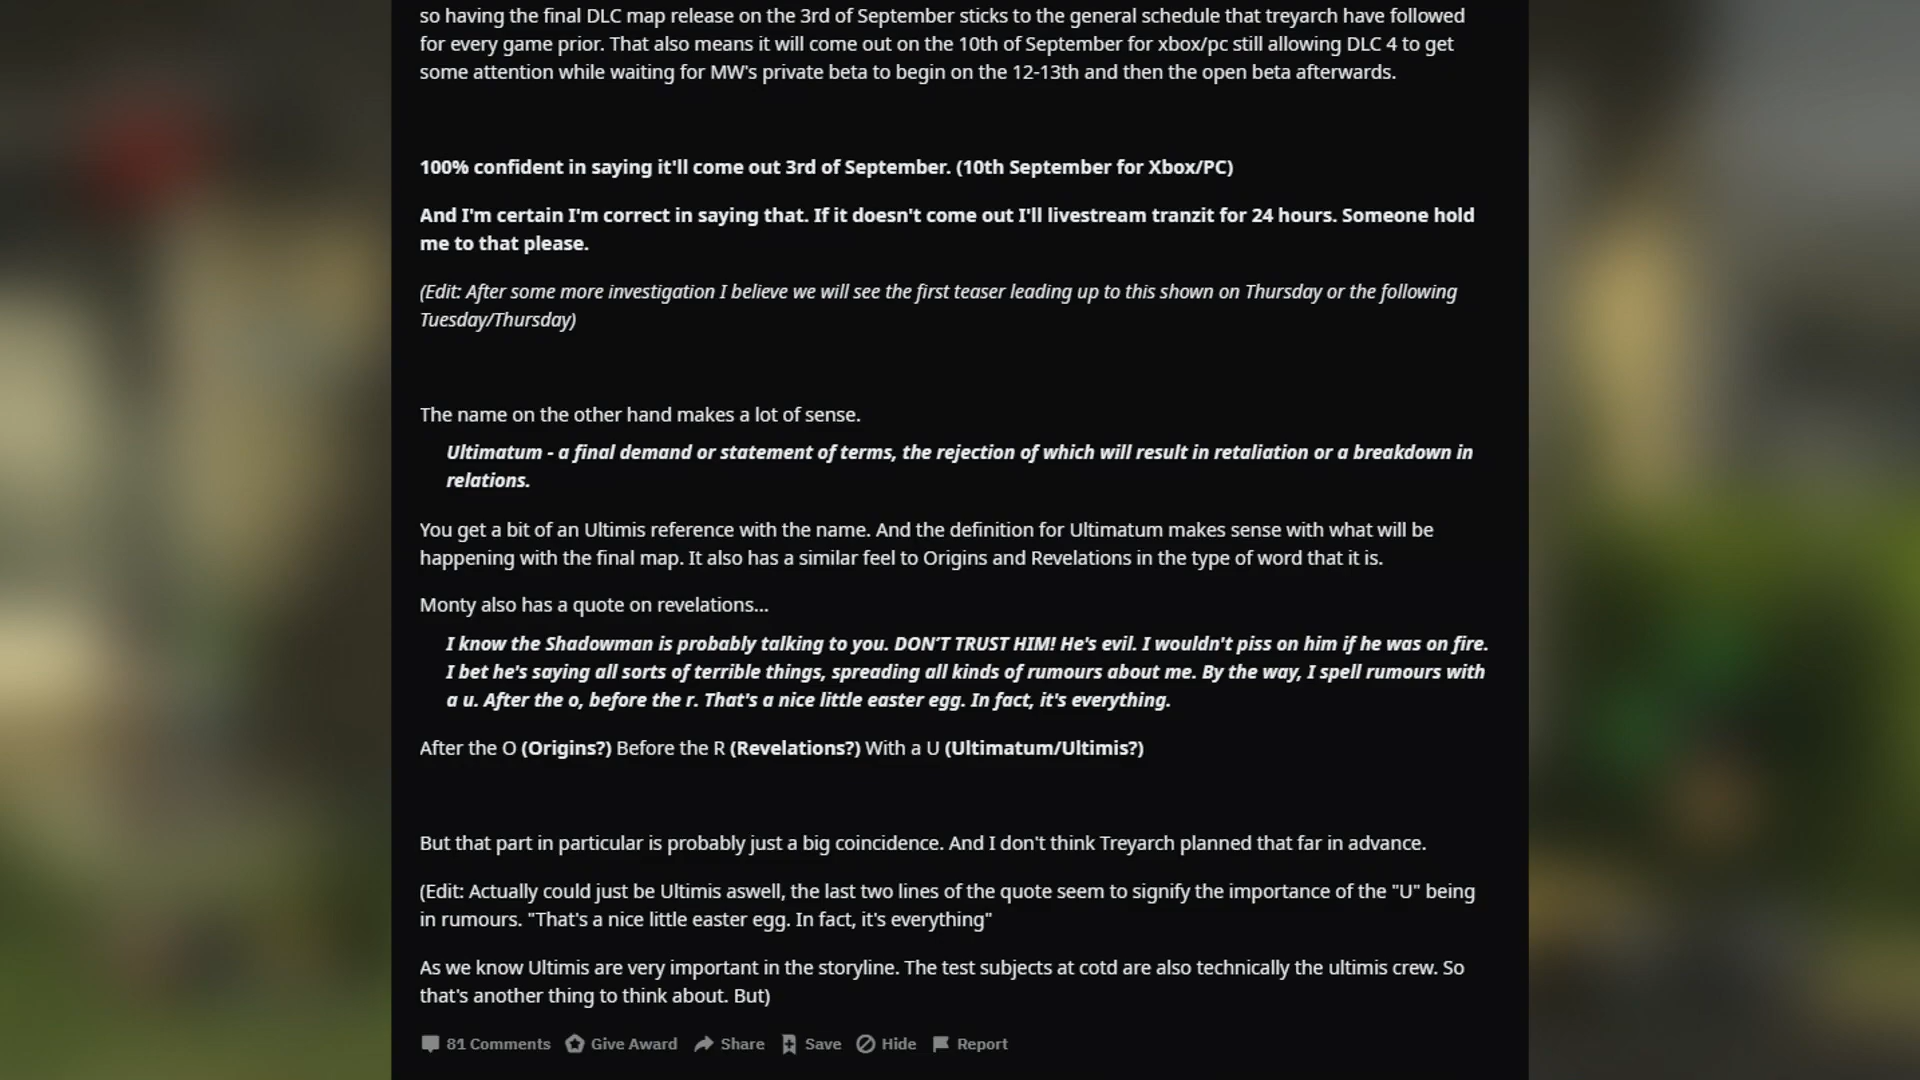 so having the final DLC map release on the 3rd of September sticks to the general schedule that treyarch have followed
for every game prior. That also means it will come out on the 10th of September for xbox/pc still allowing DLC 4 to get
some attention while waiting for MW's private beta to begin on the 12-13th and then the open beta afterwards.
100% confident in saying it'll come out 3rd of September. (10th September for Xbox/PC)
And I'm certain I'm correct in saying that. If it doesn't come out I'll livestream tranzit for 24 hours. Someone hold
me to that please.
(Edit: After some more investigation I believe we will see the first teaser leading up to this shown on Thursday or the following
Tuesday/Thursday)
The name on the other hand makes a lot of sense.
Ultimatum - a final demand or statement of terms, the rejection of which will result in retaliation or a breakdown in
relations.
You get a bit of an Ultimis reference with the name. And the definition for Ultimatum makes sense with what will be
happening with the final map. It also has a similar feel to Origins and Revelations in the type of word that it is.
Monty also has a quote on revelations...
I know the Shadowman is probably talking to you. DON'T TRUST HIM! He's evil. I wouldn't piss on him if he was on fire.
I bet he's saying all sorts of terrible things, spreading all kinds of rumours about me. By the way, I spell rumours with
a u. After the o, before the r. That's a nice little easter egg. In fact, it's everything.
After the O (Origins?) Before the R (Revelations?) With a U (Ultimatum/Ultimis?)
But that part in particular is probably just a big coincidence. And I don't think Treyarch planned that far in advance.
(Edit: Actually could just be Ultimis aswell, the last two lines of the quote seem to signify the importance of the "U" being
in rumours. "That's a nice little easter egg. In fact, it's everything"
As we know Ultimis are very important in the storyline. The test subjects at cotd are also technically the ultimis crew. So
that's another thing to think about. But)
81 Comments Give Award Share Save Hide Report